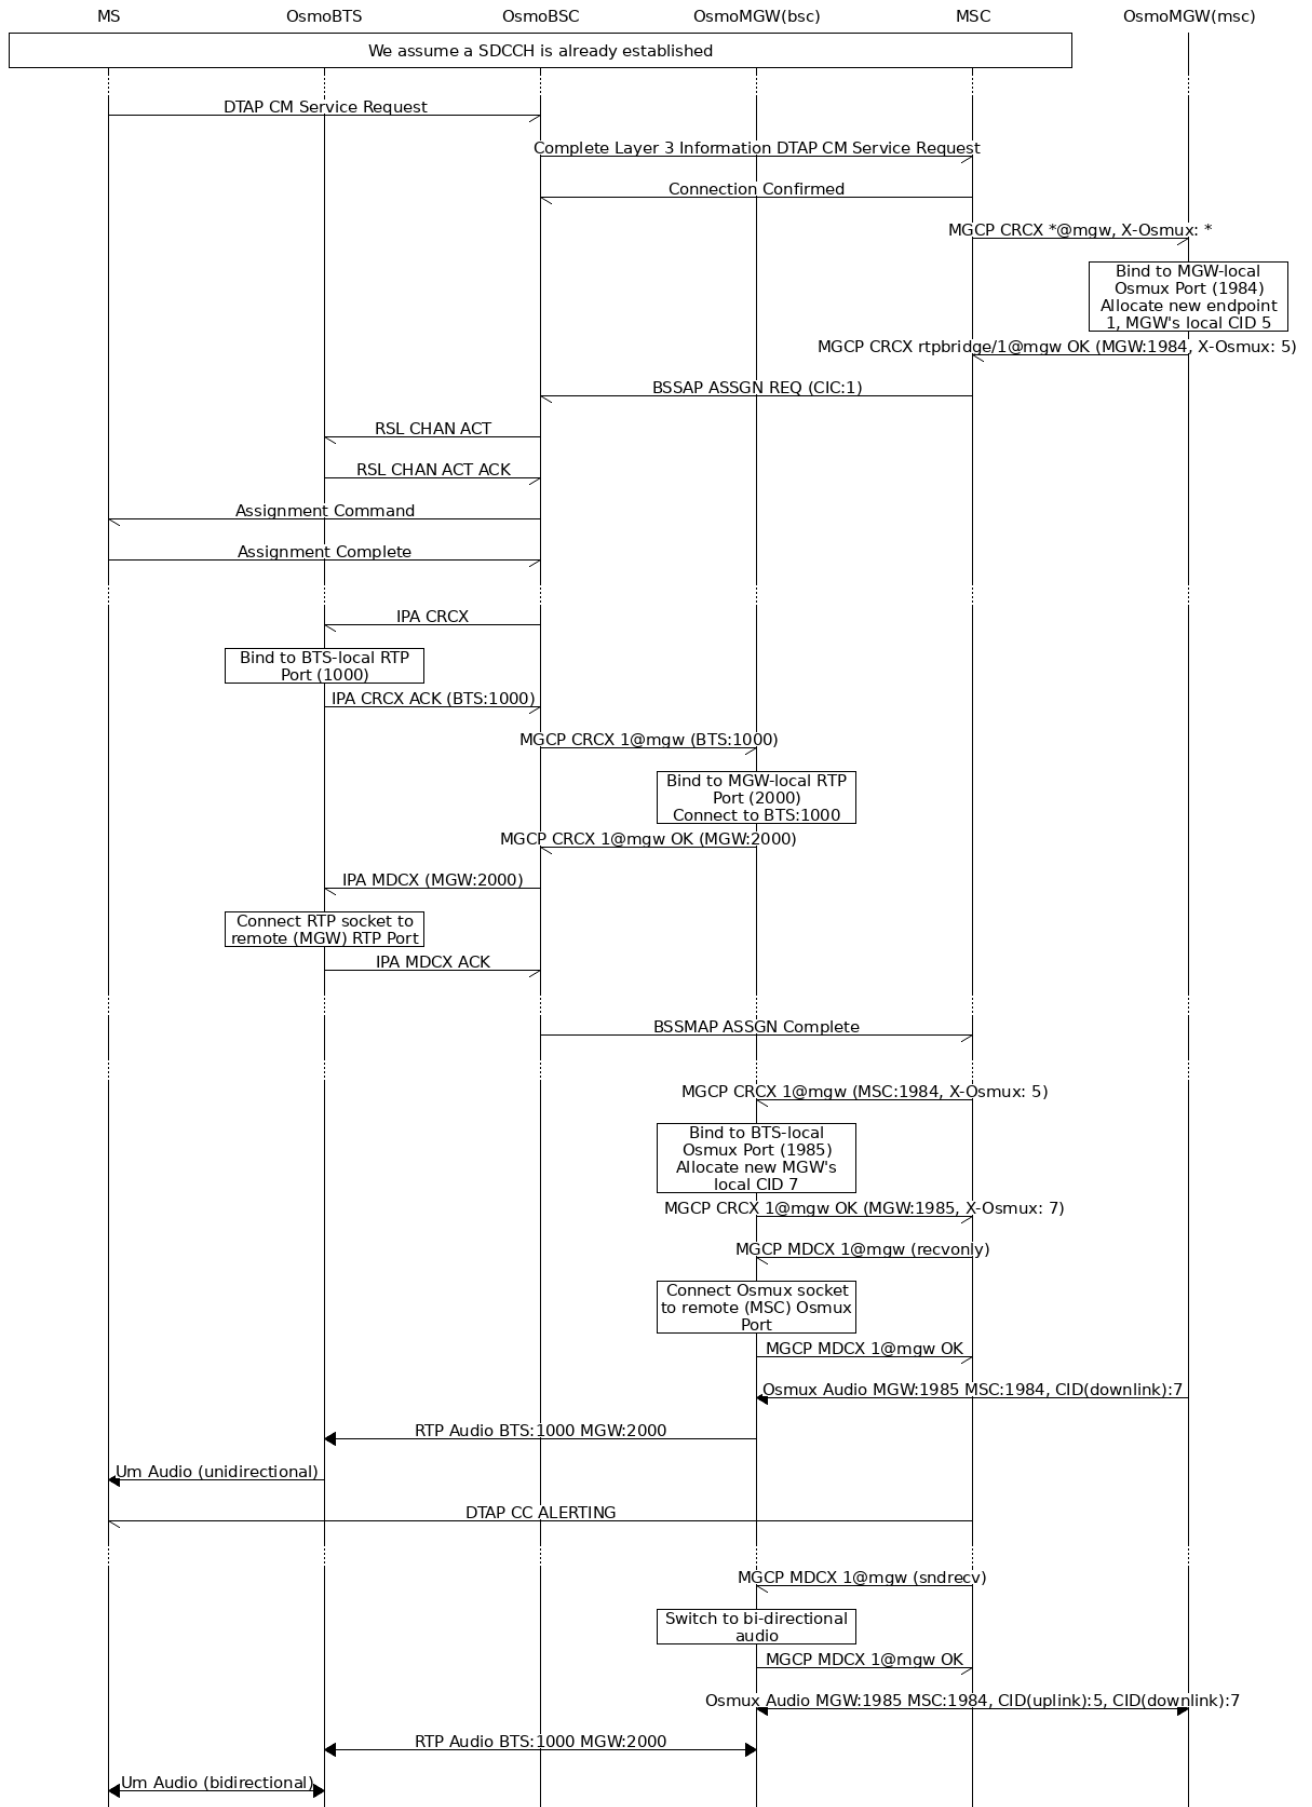 MS OsmoBTS OsmoBSC OsmoMGW(bsc) MSC OsmoMGW(msc)
We assume a SDCCH is already established
DTAP CM Service Request
Complete Layer 3 Information DTAP CM Service Request
Connection Confirmed
MGCP CRCX *@mgw, X-Osmux: *
Bind to MGW-local
Osmux Port (1984)
Allocate new endpoint
1, MGW's local CID 5
MGCP CRCX rtpbridge/1@mgw OK (MGW:1984, X-Osmux: 5)
BSSAP ASSGN REQ (CIC:1)
RSL CHAN ACT
RSL CHAN ACT ACK
Assignment Command
Assignment Complete
IPA CRCX
Bind to BTS-local RTP
Port (1000)
IPA CRCX ACK (BTS:1000)
MGCP CRCX 1@mgw (BTS:1000)
Bind to MGW-local RTP
Port (2000)
Connect to BTS:1000
MGCP CRCX 1@mgw OK (MGW:2000)
IPA MDCX (MGW:2000)
Connect RTP socket to
remote (MGW) RTP Port
IPA MDCX ACK
BSSMAP ASSGN Complete
MGCP CRCX 1@mgw (MSC:1984, X-Osmux: 5)
Bind to BTS-local
Osmux Port (1985)
Allocate new MGW's
local CID 7
MGCP CRCX 1@mgw OK (MGW:1985, X-Osmux: 7)
MGCP MDCX 1@mgw (recvonly)
Connect Osmux socket
to remote (MSC) Osmux
Port
MGCP MDCX 1@mgw OK
Osmux Audio MGW:1985 MSC:1984, CID(downlink):7
RTP Audio BTS:1000 MGW:2000
Um Audio (unidirectional)
DTAP CC ALERTING
MGCP MDCX 1@mgw (sndrecv)
Switch to bi-directional
audio
MGCP MDCX 1@mgw OK
Osmux Audio MGW:1985 MSC:1984, CID(uplink):5, CID(downlink):7
RTP Audio BTS:1000 MGW:2000
Um Audio (bidirectional)